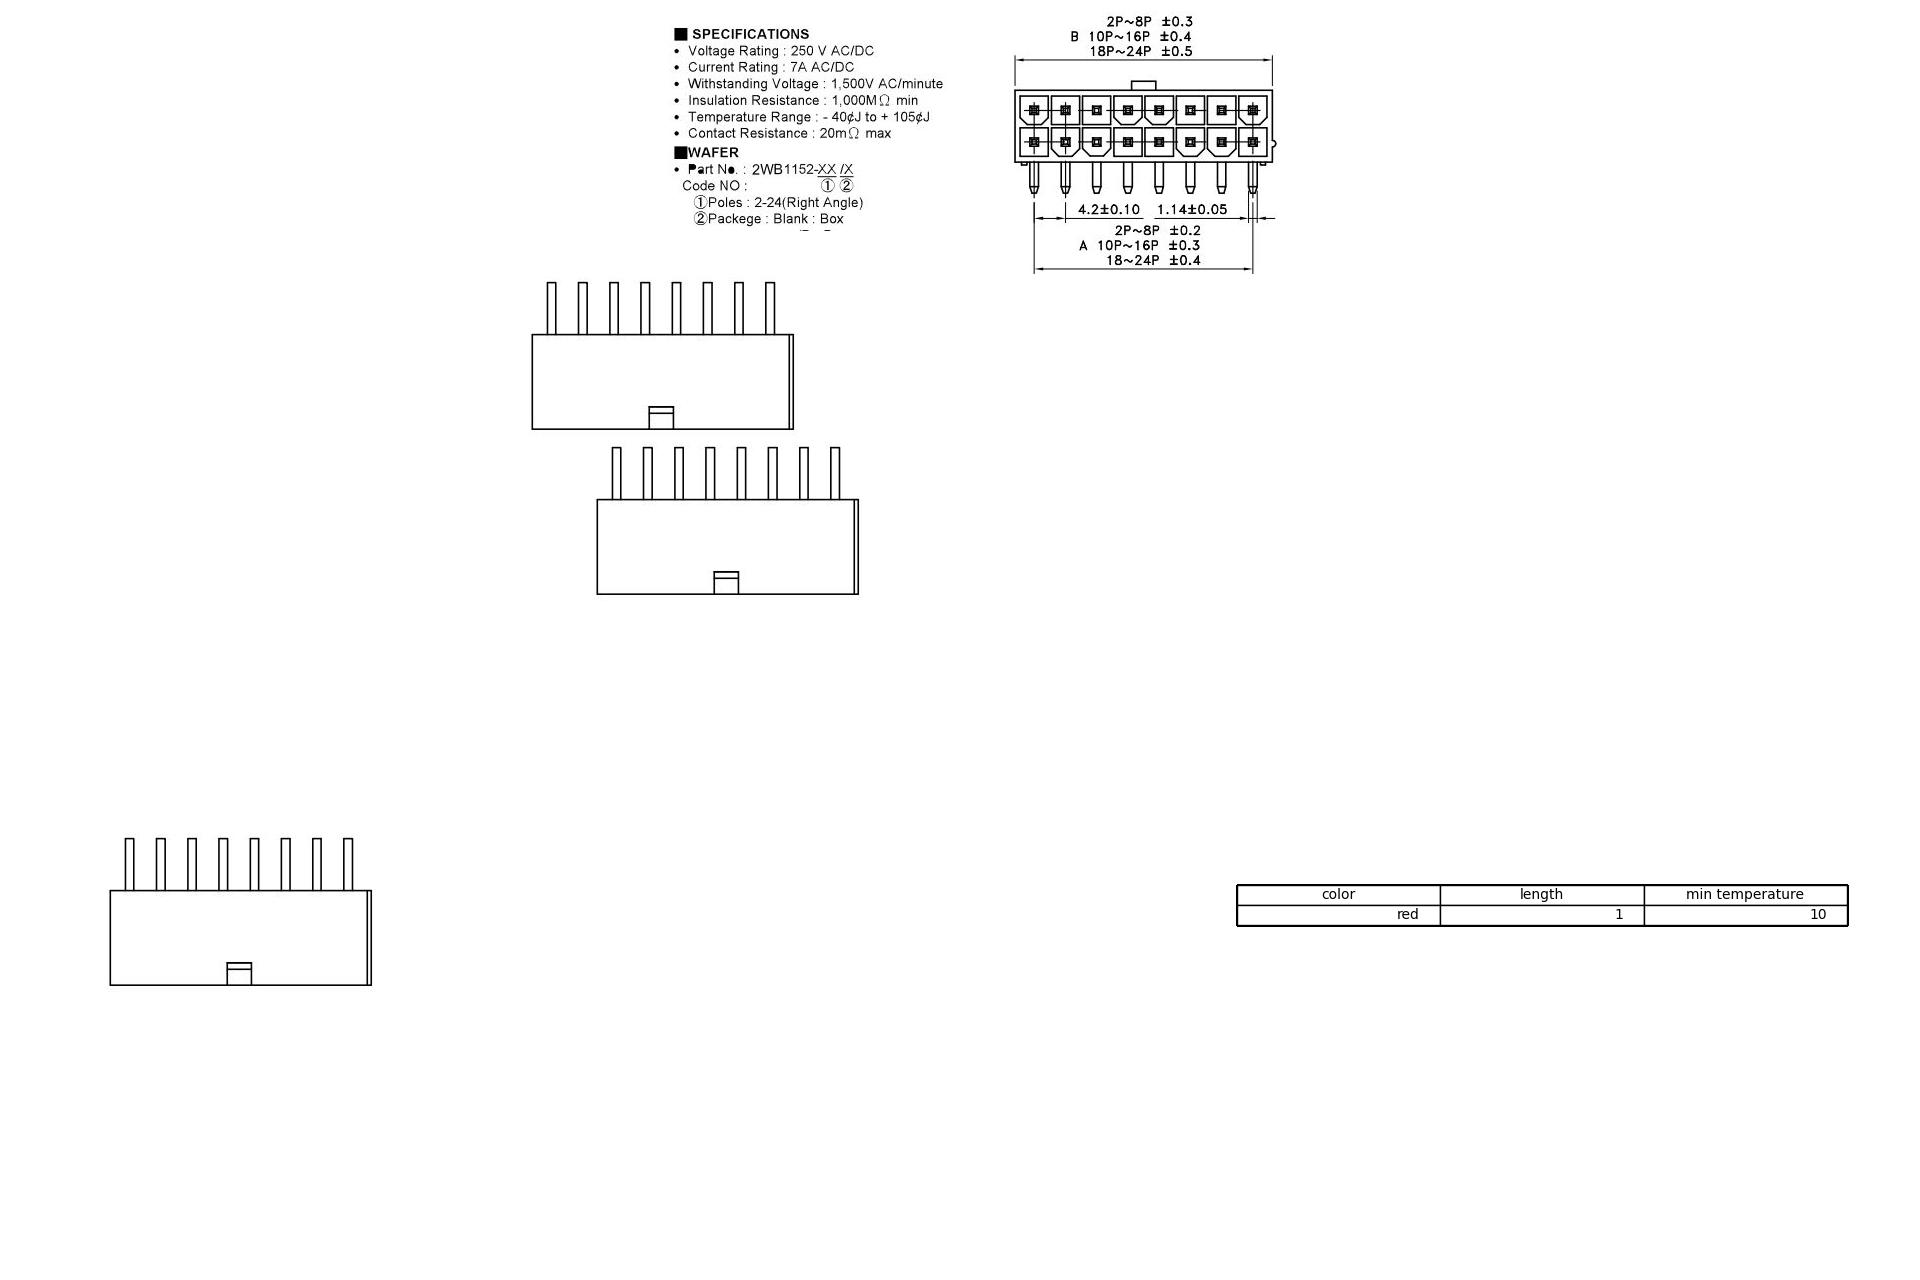 ■ SPECIFICATIONS
• Voltage Rating : 250 V AC/DC
• Current Rating : 7A AC/DC
• Withstanding Voltage : 1,500V AC/minute
• Insulation Resistance : 1,000MΩ min
• Temperature Range : - 40¢J to + 105¢J
• Contact Resistance : 20mΩ max
■WAFER
• Part No. : 2WB1152-XX /X
Code NO : ① ②
①Poles : 2-24(Right Angle)
②Packege : Blank : Box
2P~8P ±0.3
B 10P~16P ±0.4
18P~24P ±0.5
4.2±0.10 1.14±0.05
2P~8P ±0.2
A 10P~16P ±0.3
18~24P ±0.4
color length min temperature
red 1 10